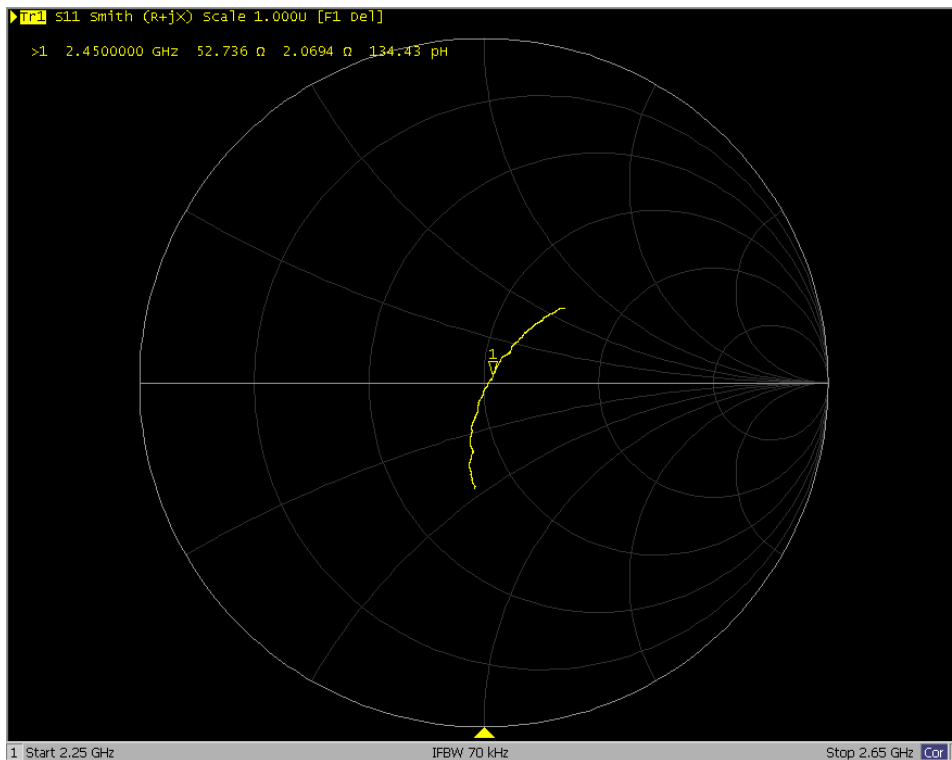 Tr1 S11 Smith (R+jX) Scale 1.000U [F1 Del]
>1 2.4500000 GHz 52.736 Ω 2.0694 Ω 134.43 pH
1
1 Start 2.25 GHz IFBW 70 kHz Stop 2.65 GHz Cor